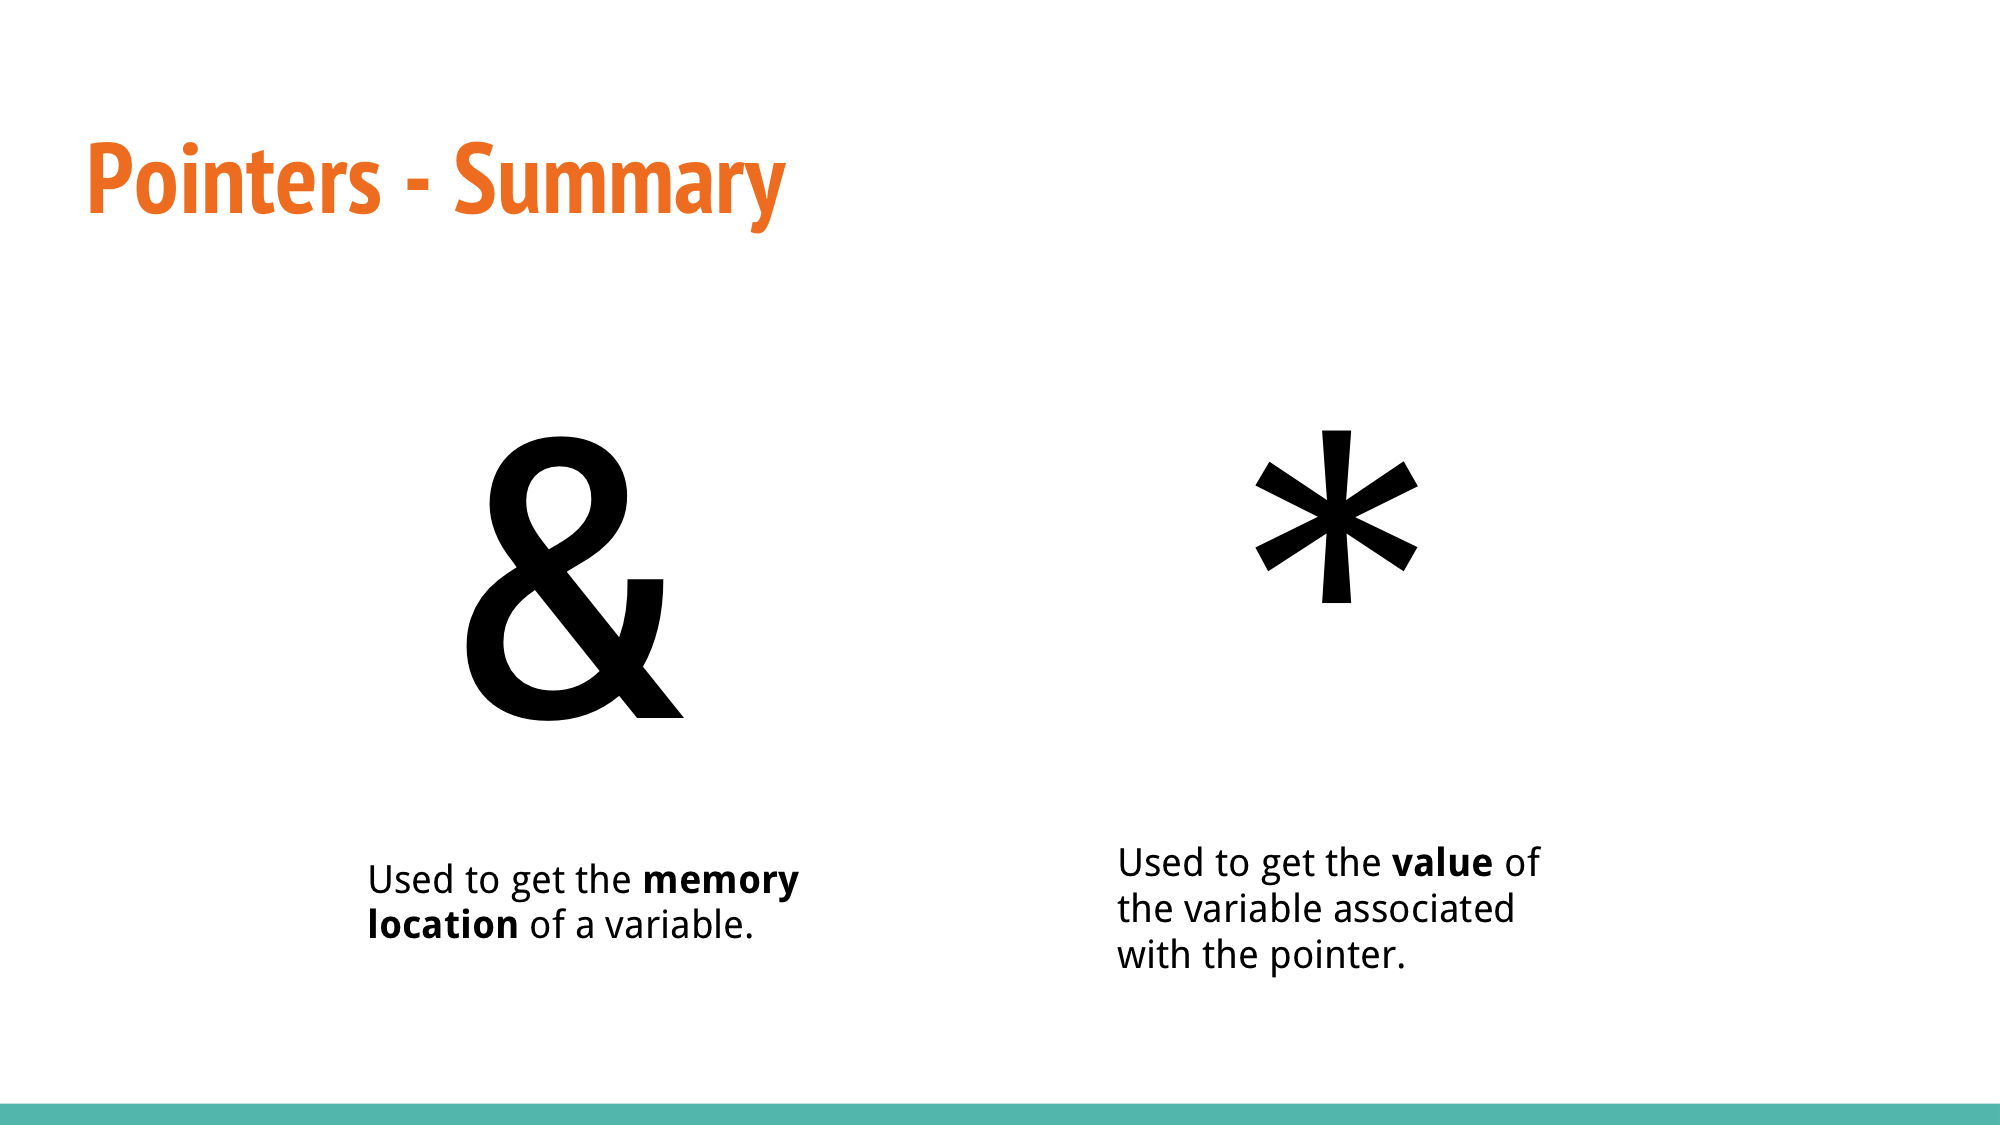 Pointers - Summary
&
*
Used to get the memory
location of a variable.
Used to get the value of
the variable associated
with the pointer.